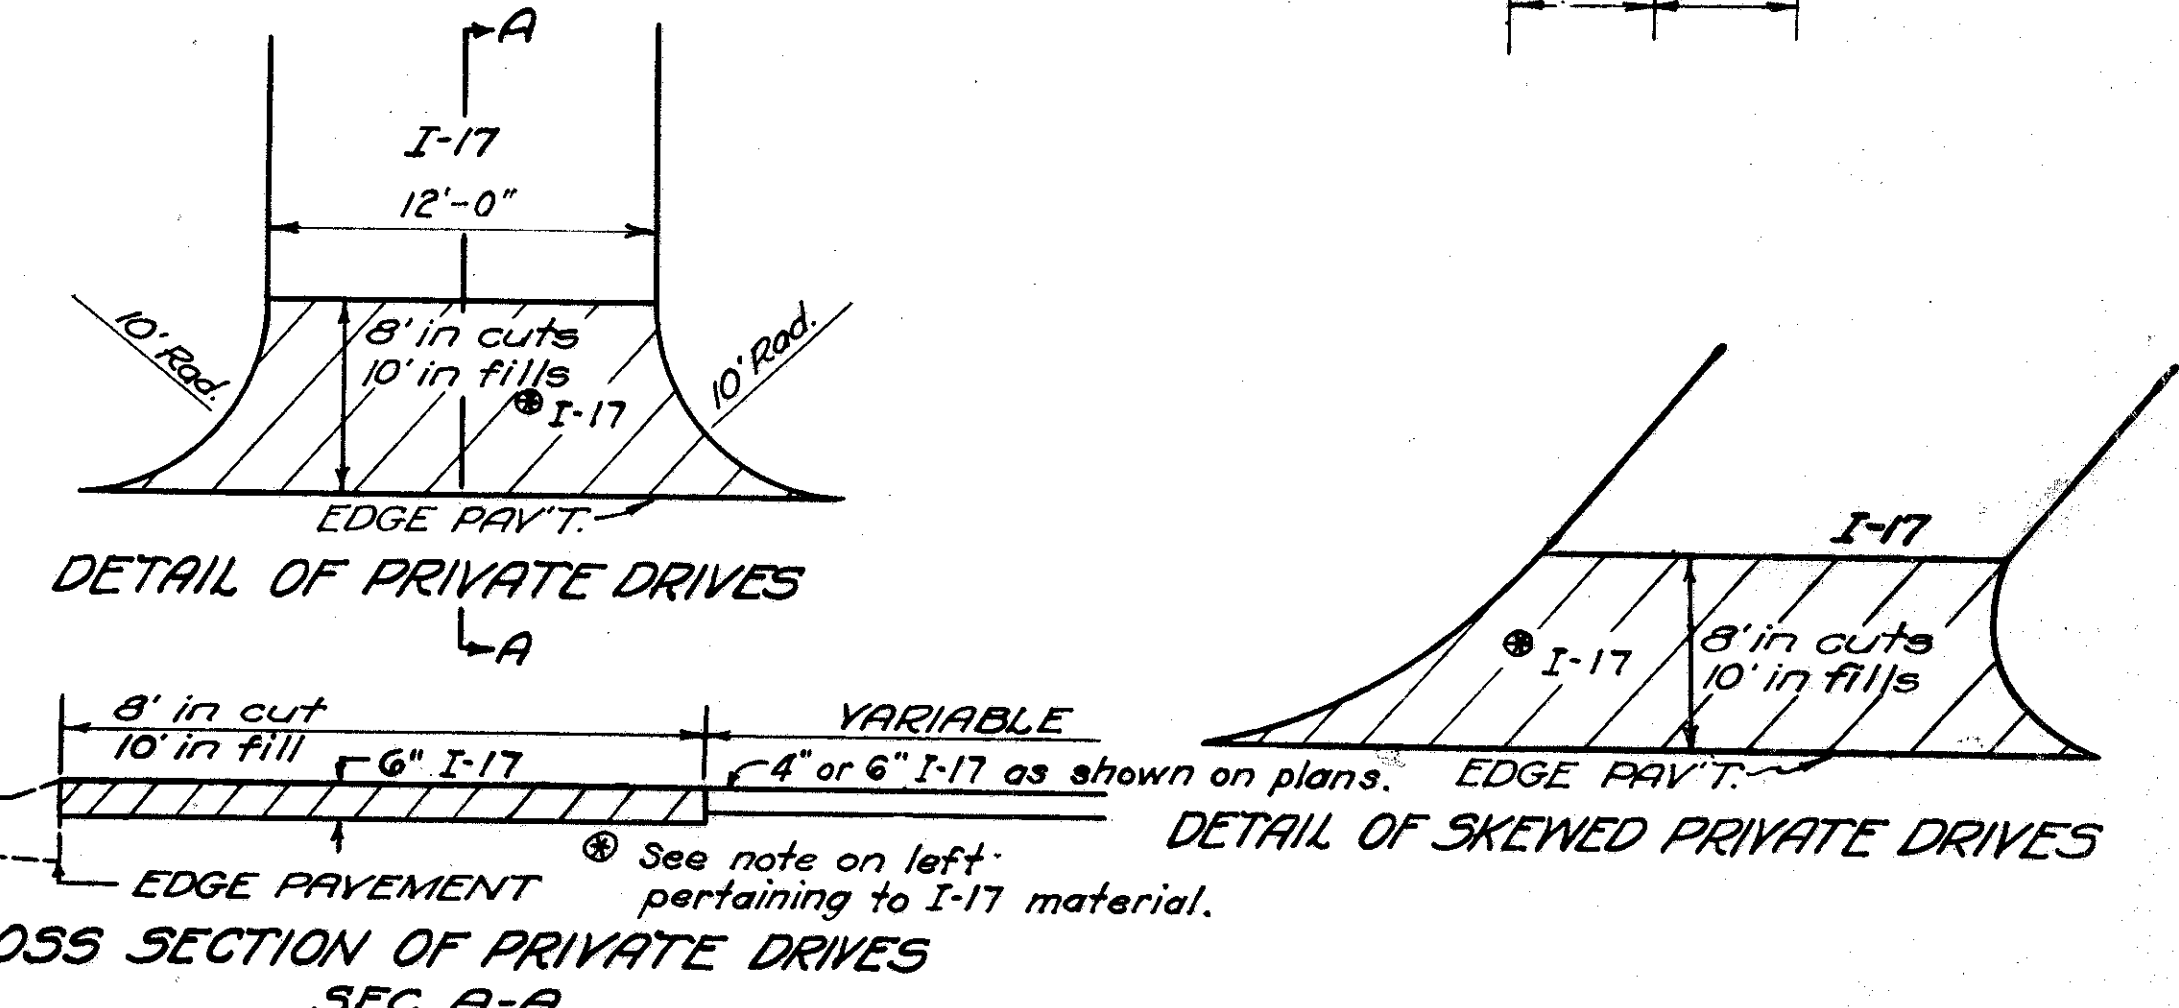 A
I-17
12'-0"
10' Rad.
10' Rad.
8' in cuts
10' in fills
⊛ I-17
EDGE PAV'T.
DETAIL OF PRIVATE DRIVES
A
8' in cut
10' in fill
6" I-17
VARIABLE
4" or 6" I-17 as shown on plans.
EDGE PAVEMENT
⊛ See note on left
pertaining to I-17 material.
OSS SECTION OF PRIVATE DRIVES
SEC. A-A
I-17
⊛ I-17
8' in cuts
10' in fills
EDGE PAV'T.
DETAIL OF SKEWED PRIVATE DRIVES